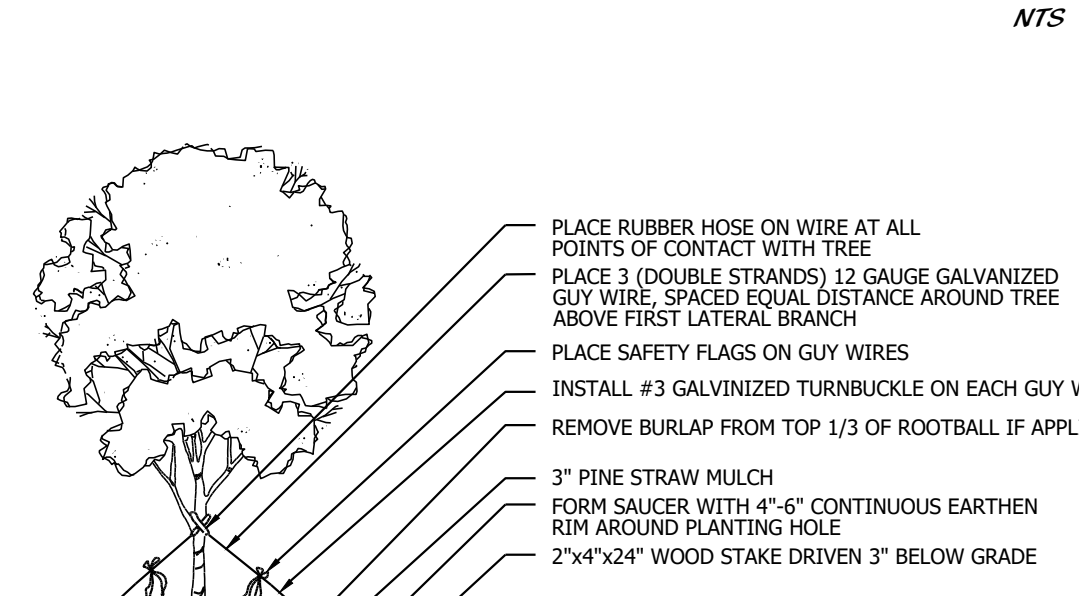 NTS
PLACE RUBBER HOSE ON WIRE AT ALL
POINTS OF CONTACT WITH TREE
PLACE 3 (DOUBLE STRANDS) 12 GAUGE GALVANIZED
GUY WIRE, SPACED EQUAL DISTANCE AROUND TREE
ABOVE FIRST LATERAL BRANCH
PLACE SAFETY FLAGS ON GUY WIRES
INSTALL #3 GALVINIZED TURNBUCKLE ON EACH GUY
REMOVE BURLAP FROM TOP 1/3 OF ROOTBALL IF
3" PINE STRAW MULCH
FORM SAUCER WITH 4"-6" CONTINUOUS EARTHEN
RIM AROUND PLANTING HOLE
2"x4"x24" WOOD STAKE DRIVEN 3" BELOW GRADE